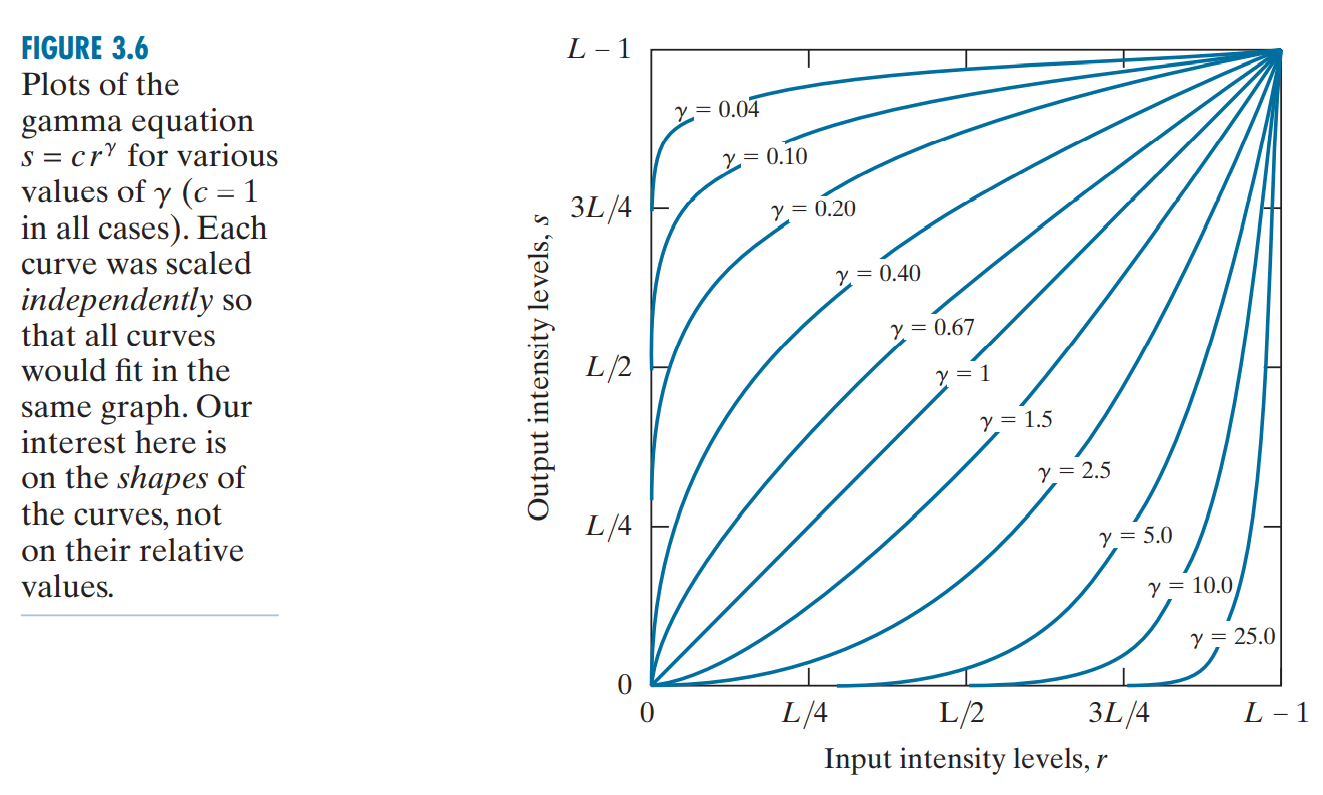 FIGURE 3.6
Plots of the
gamma equation
s = c r^γ for various
values of γ (c = 1
in all cases). Each
curve was scaled
independently so
that all curves
would fit in the
same graph. Our
interest here is
on the shapes of
the curves, not
on their relative
values.
L – 1
3L/4
L/2
L/4
0
Output intensity levels, s
γ = 0.04
γ = 0.10
γ = 0.20
γ = 0.40
γ = 0.67
γ = 1
γ = 1.5
γ = 2.5
γ = 5.0
γ = 10.0
γ = 25.0
0
L/4
L/2
3L/4
L – 1
Input intensity levels, r